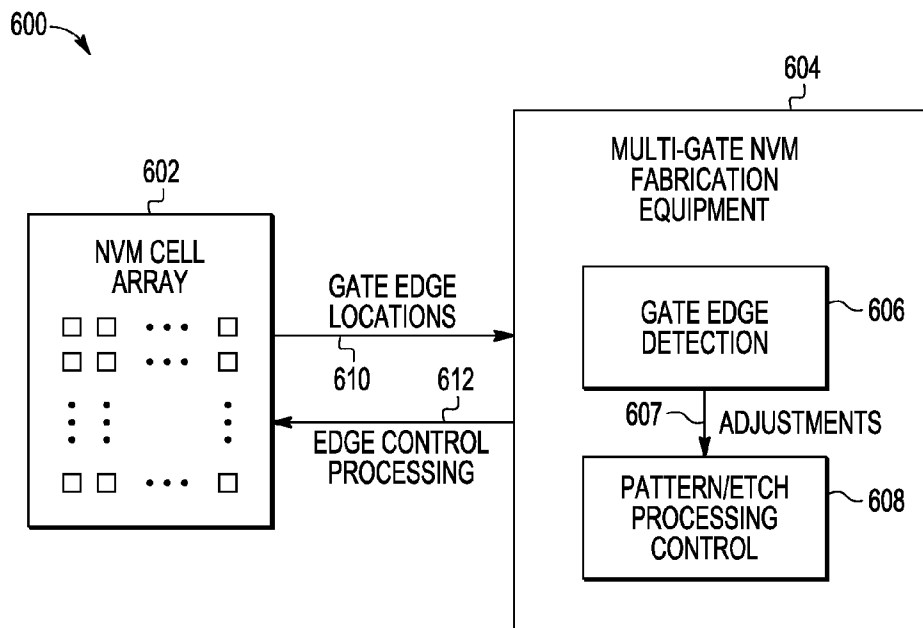 600
604
MULTI-GATE NVM
FABRICATION
EQUIPMENT
602
NVM CELL
ARRAY
GATE EDGE
LOCATIONS
610
612
EDGE CONTROL
PROCESSING
GATE EDGE
DETECTION
606
607
ADJUSTMENTS
PATTERN/ETCH
PROCESSING
CONTROL
608